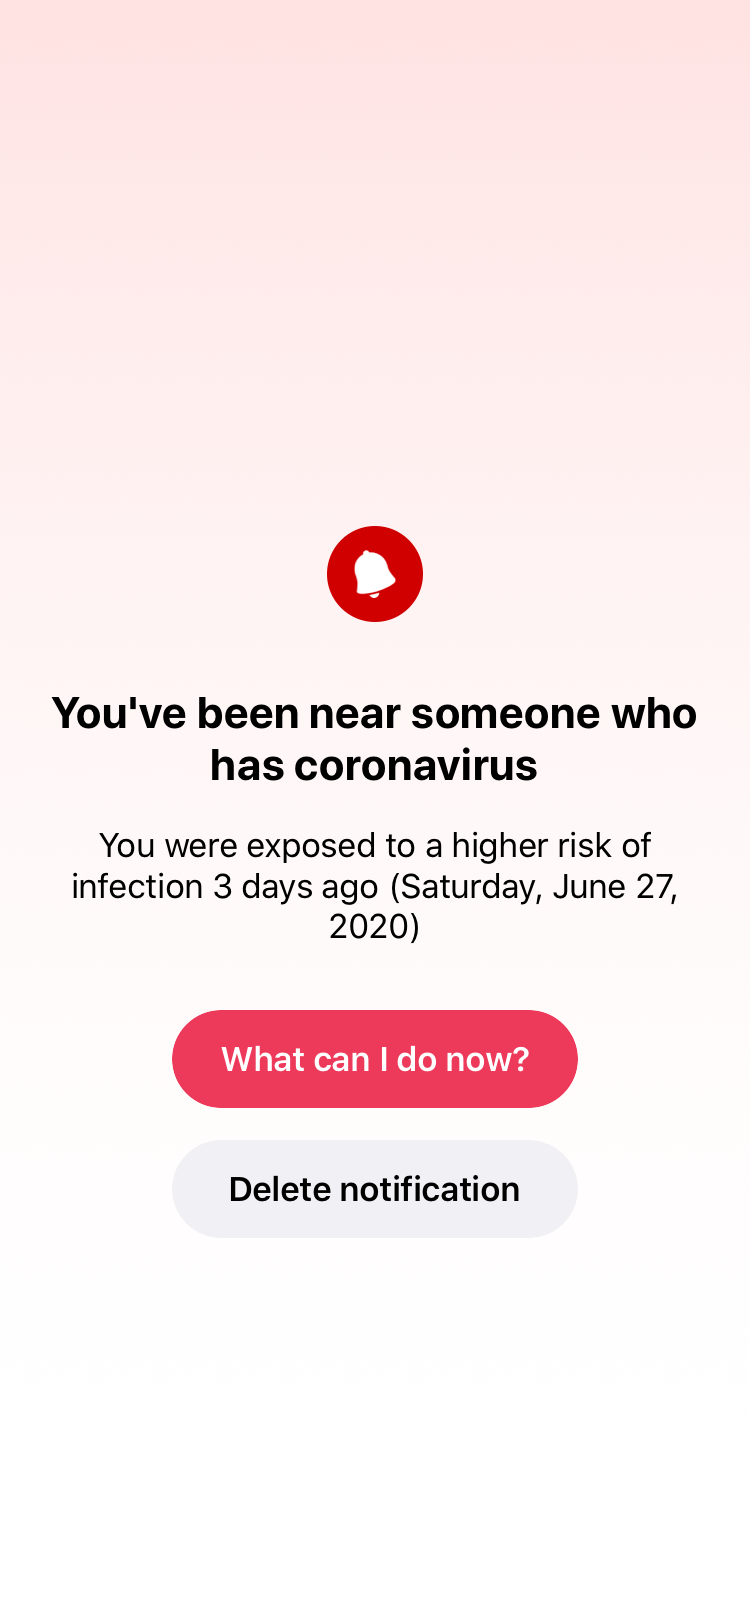 You've been near someone who
has coronavirus
You were exposed to a higher risk of
infection 3 days ago (Saturday, June 27,
2020)
What can I do now?
Delete notification